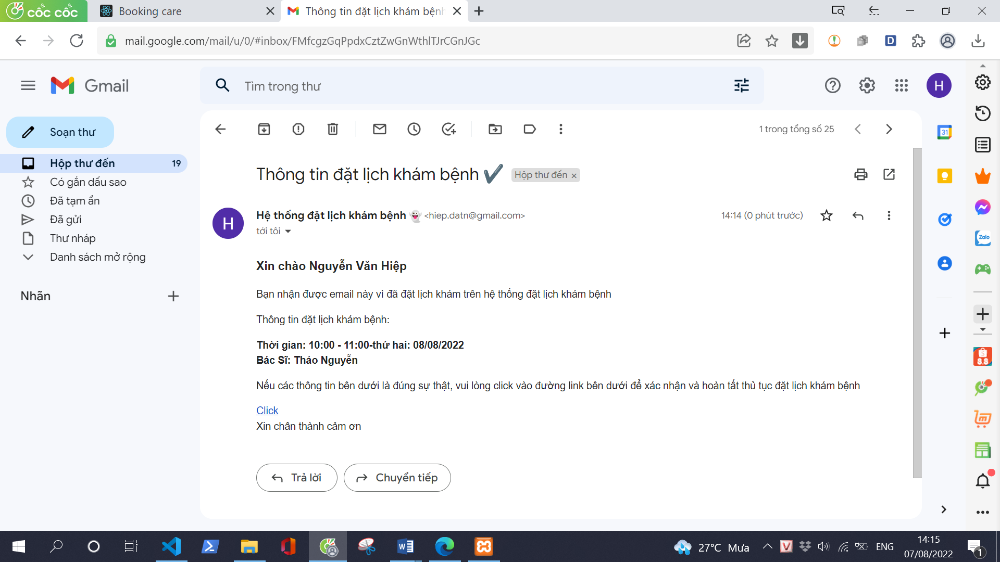 cốc cốc
Booking care
Thông tin đặt lịch khám bệnh
mail.google.com/mail/u/0/#inbox/FMfcgzGqPpdxCztZwGnWthlTJrCGnJGc
D
Gmail
Tìm trong thư
H
Soạn thư
1 trong tổng số 25
31
Hộp thư đến 19
Có gắn dấu sao
Đã tạm ẩn
Đã gửi
Thư nháp
Danh sách mở rộng
Nhãn
Thông tin đặt lịch khám bệnh ✔ Hộp thư đến ×
H
Hệ thống đặt lịch khám bệnh 👻 <hiep.datn@gmail.com> 14:14 (0 phút trước)
tới tôi
Zalo
Xin chào Nguyễn Văn Hiệp
Bạn nhận được email này vì đã đặt lịch khám trên hệ thống đặt lịch khám bệnh
Thông tin đặt lịch khám bệnh:
Thời gian: 10:00 - 11:00-thứ hai: 08/08/2022
Bác Sĩ: Thảo Nguyễn
8.8
Nếu các thông tin bên dưới là đúng sự thật, vui lòng click vào đường link bên dưới để xác nhận và hoàn tất thủ tục đặt lịch khám bệnh
Click
Xin chân thành cảm ơn
Trả lời
Chuyển tiếp
27°C Mưa
V
ENG
14:15
07/08/2022
1